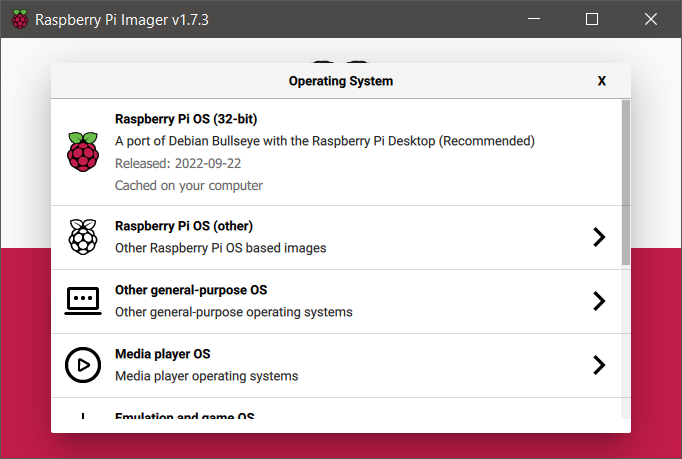 Raspberry Pi Imager v1.7.3
Operating System
X
Raspberry Pi OS (32-bit)
A port of Debian Bullseye with the Raspberry Pi Desktop (Recommended)
Released: 2022-09-22
Cached on your computer
Raspberry Pi OS (other)
Other Raspberry Pi OS based images
Other general-purpose OS
Other general-purpose operating systems
Media player OS
Media player operating systems
Emulation and game OS